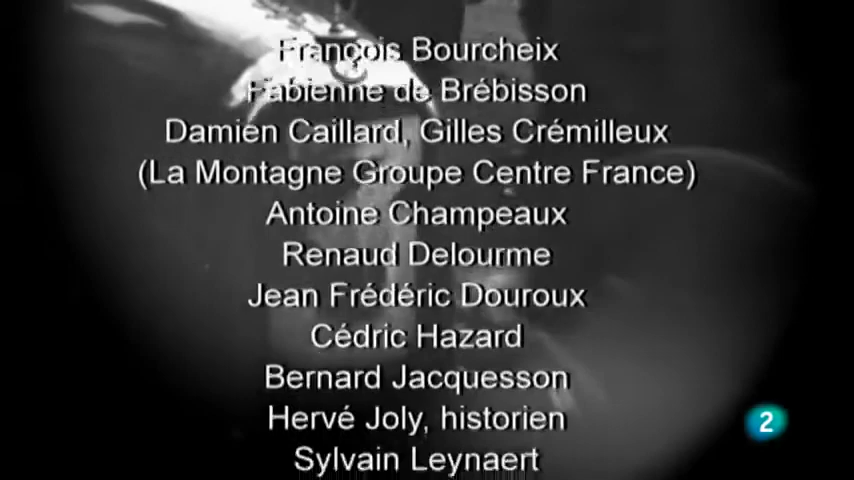 François Bourcheix
Fabienne de Brébisson
Damien Caillard, Gilles Crémilleux
(La Montagne Groupe Centre France)
Antoine Champeaux
Renaud Delourme
Jean Frédéric Douroux
Cédric Hazard
Bernard Jacquesson
Hervé Joly, historien
2
Sylvain Leynaert